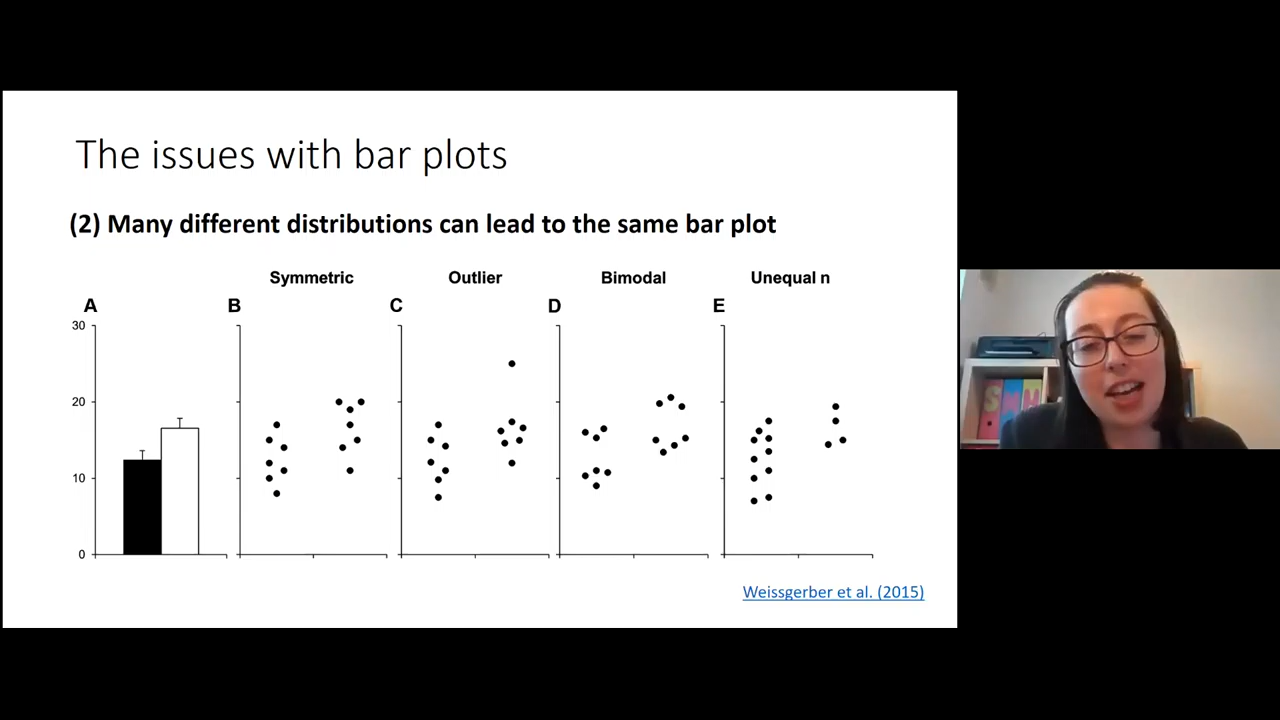 The issues with bar plots
(2) Many different distributions can lead to the same bar plot
Symmetric Outlier Bimodal Unequal n
A B C D E
30
20
10
0
Weissgerber et al. (2015)